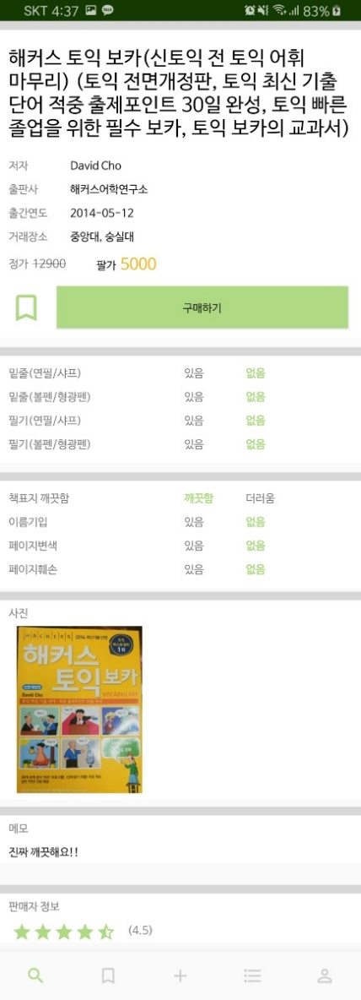 SKT 4:37
83%
해커스 토익 보카(신토익 전 토익 어휘
마무리) (토익 전면개정판, 토익 최신 기출
단어 적중 출제포인트 30일 완성, 토익 빠른
졸업을 위한 필수 보카, 토익 보카의 교과서)
저자 David Cho
출판사 해커스어학연구소
출간연도 2014-05-12
거래장소 중앙대, 숭실대
정가 12900 팔가 5000
구매하기
밑줄(연필/샤프) 있음 없음
밑줄(볼펜/형광펜) 있음 없음
필기(연필/샤프) 있음 없음
필기(볼펜/형광펜) 있음 없음
책표지 깨끗함 깨끗함 더러움
이름기입 있음 없음
페이지변색 있음 없음
페이지훼손 있음 없음
사진
HACKERS
해커스
토익보카
David Cho
VOCABULARY
메모
진짜 깨끗해요!!
판매자 정보
(4.5)